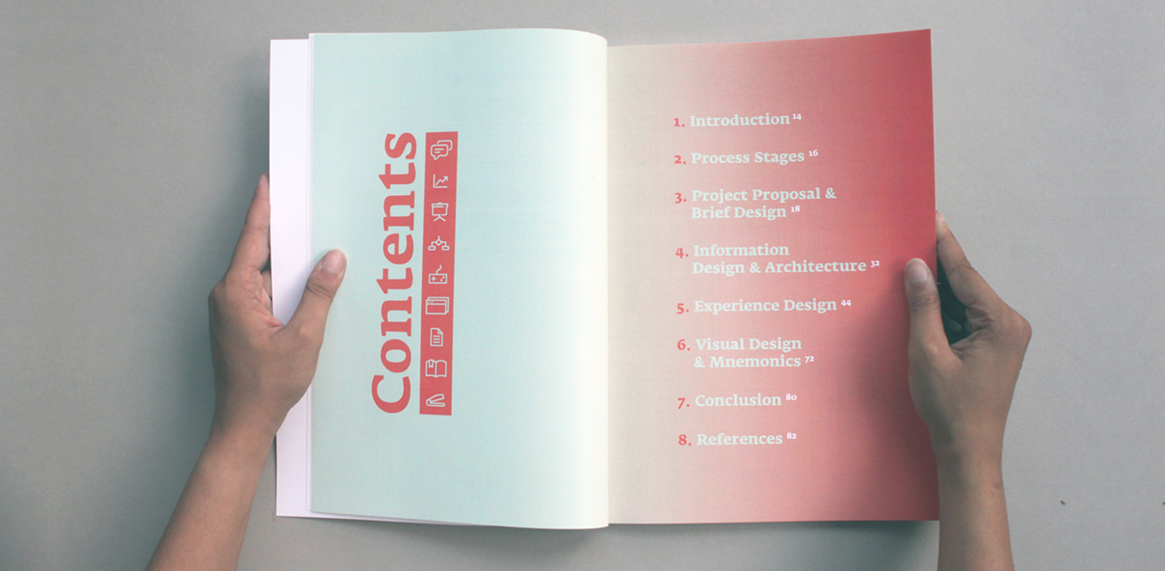 Contents
1. Introduction 14
2. Process Stages 16
3. Project Proposal &
Brief Design 18
4. Information
Design & Architecture 32
5. Experience Design 44
6. Visual Design
& Mnemonics 72
7. Conclusion 80
8. References 82